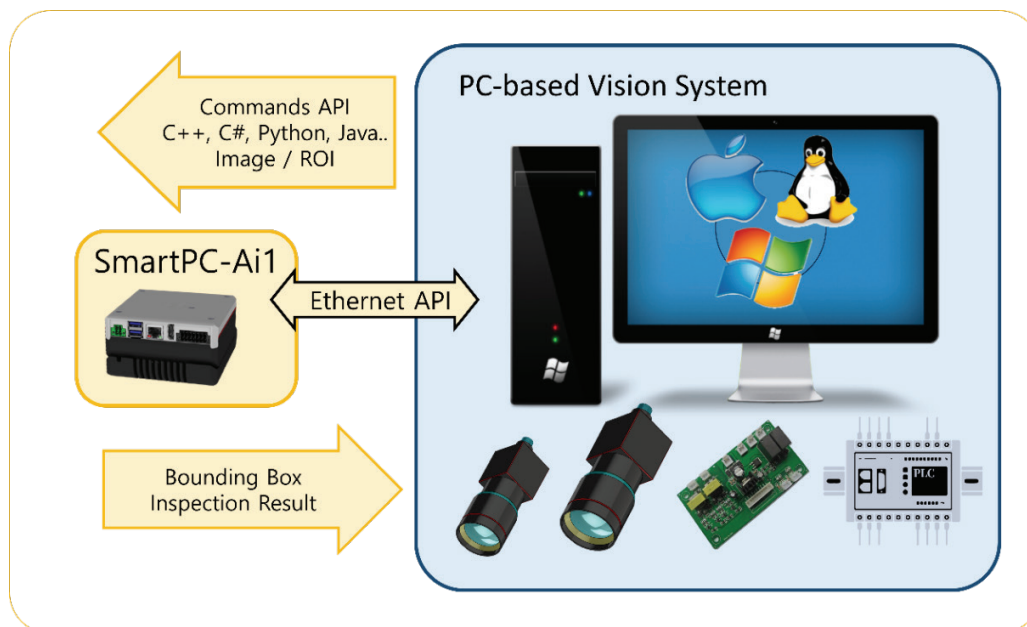 PC-based Vision System
Commands API
C++, C#, Python, Java..
Image / ROI
SmartPC-Ai1
Ethernet API
Bounding Box
Inspection Result
PLC